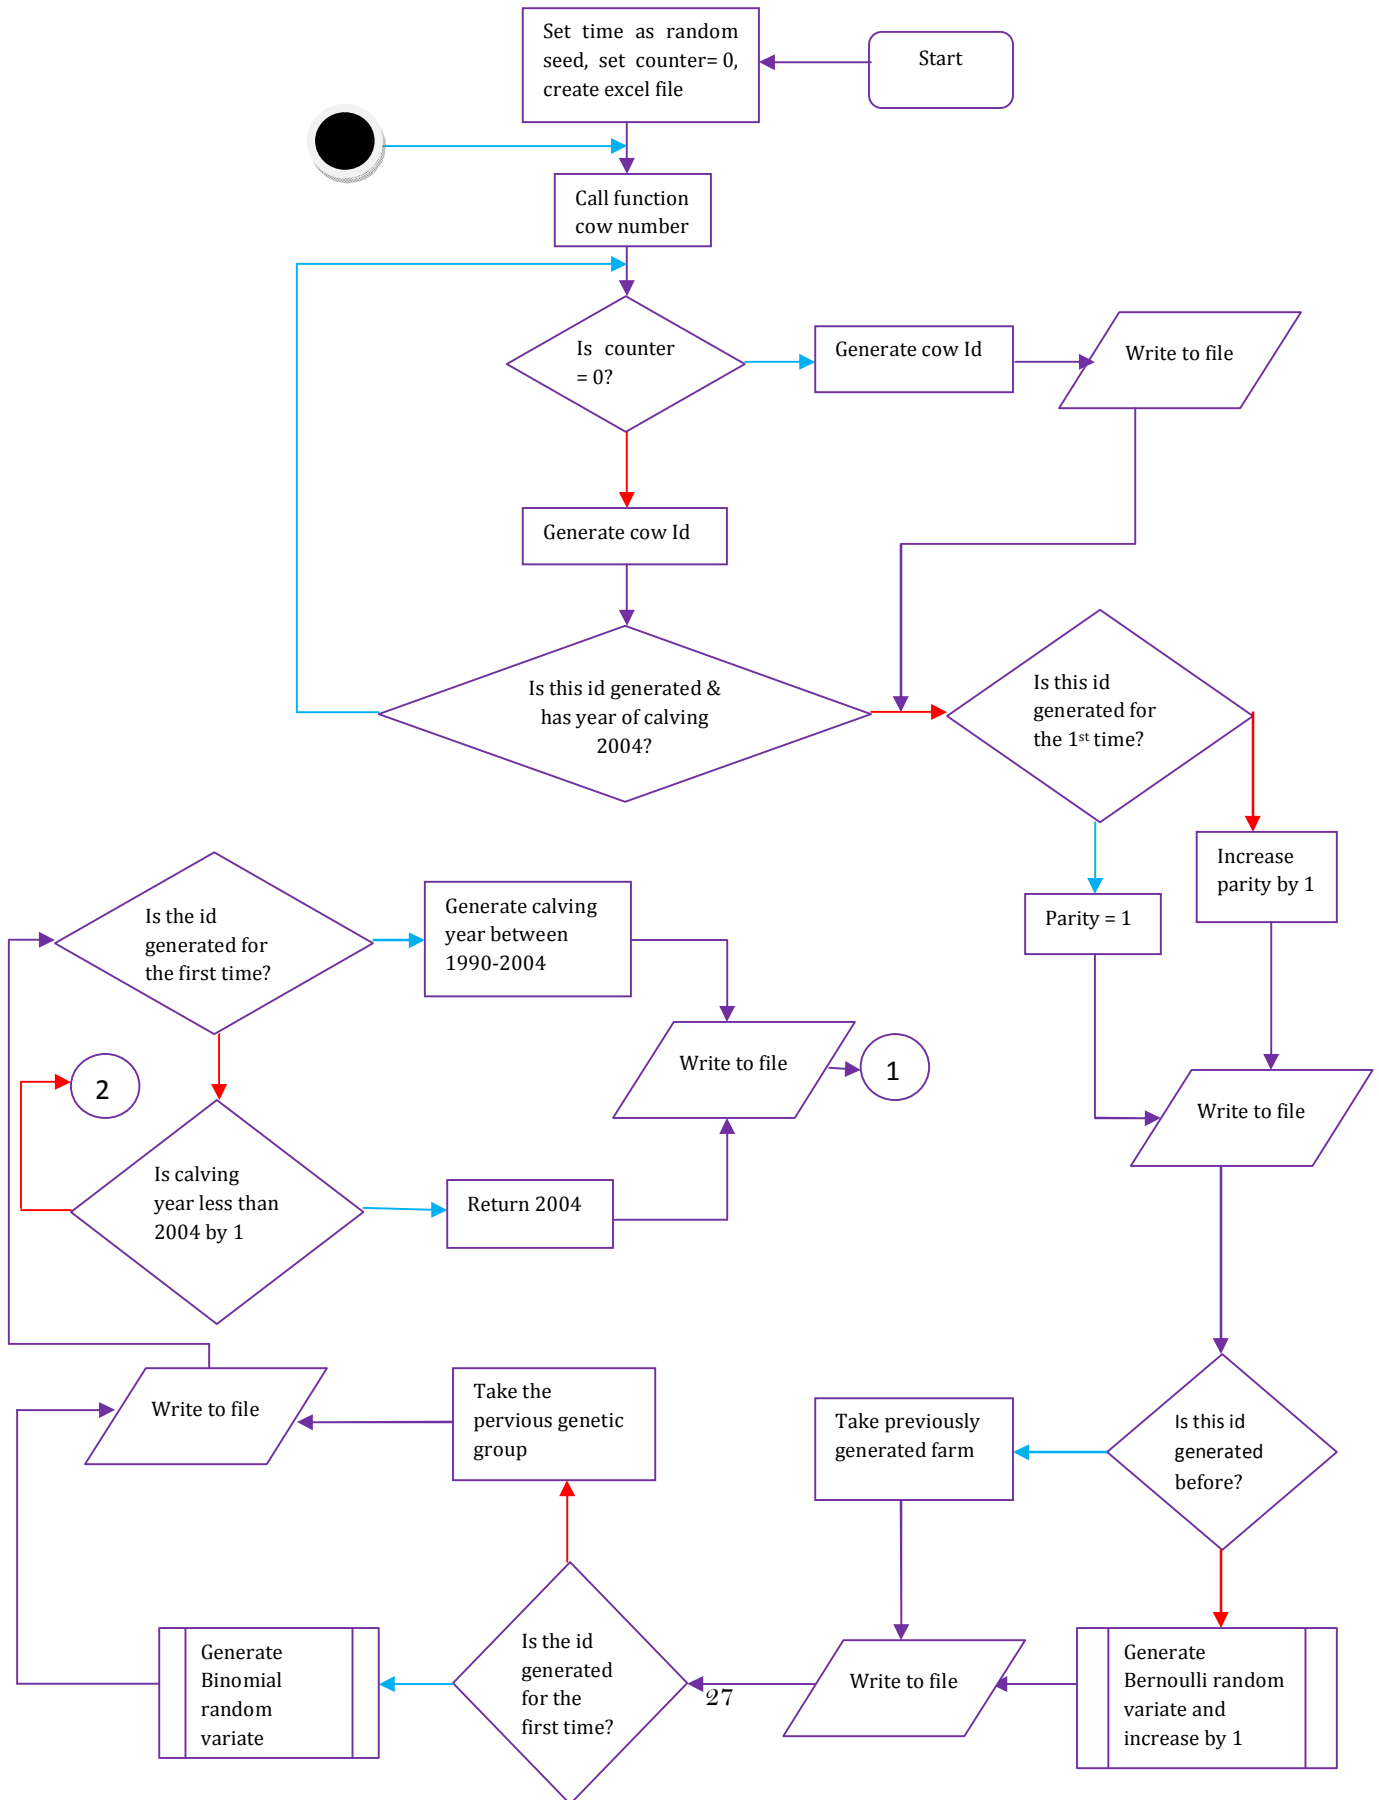 Start
Set time as random
seed, set counter= 0,
create excel file
Call function
cow number
Is counter
= 0?
Generate cow Id
Write to file
Generate cow Id
Is this id generated &
has year of calving
2004?
Is this id
generated for
the 1st time?
Increase
parity by 1
Parity = 1
Write to file
Is the id
generated for
the first time?
Generate calving
year between
1990-2004
Write to file
1
2
Is calving
year less than
2004 by 1
Return 2004
Write to file
Take the
pervious genetic
group
Take previously
generated farm
Is this id
generated
before?
Generate
Binomial
random
variate
Is the id
generated
for the
first time?
27
Write to file
Generate
Bernoulli random
variate and
increase by 1